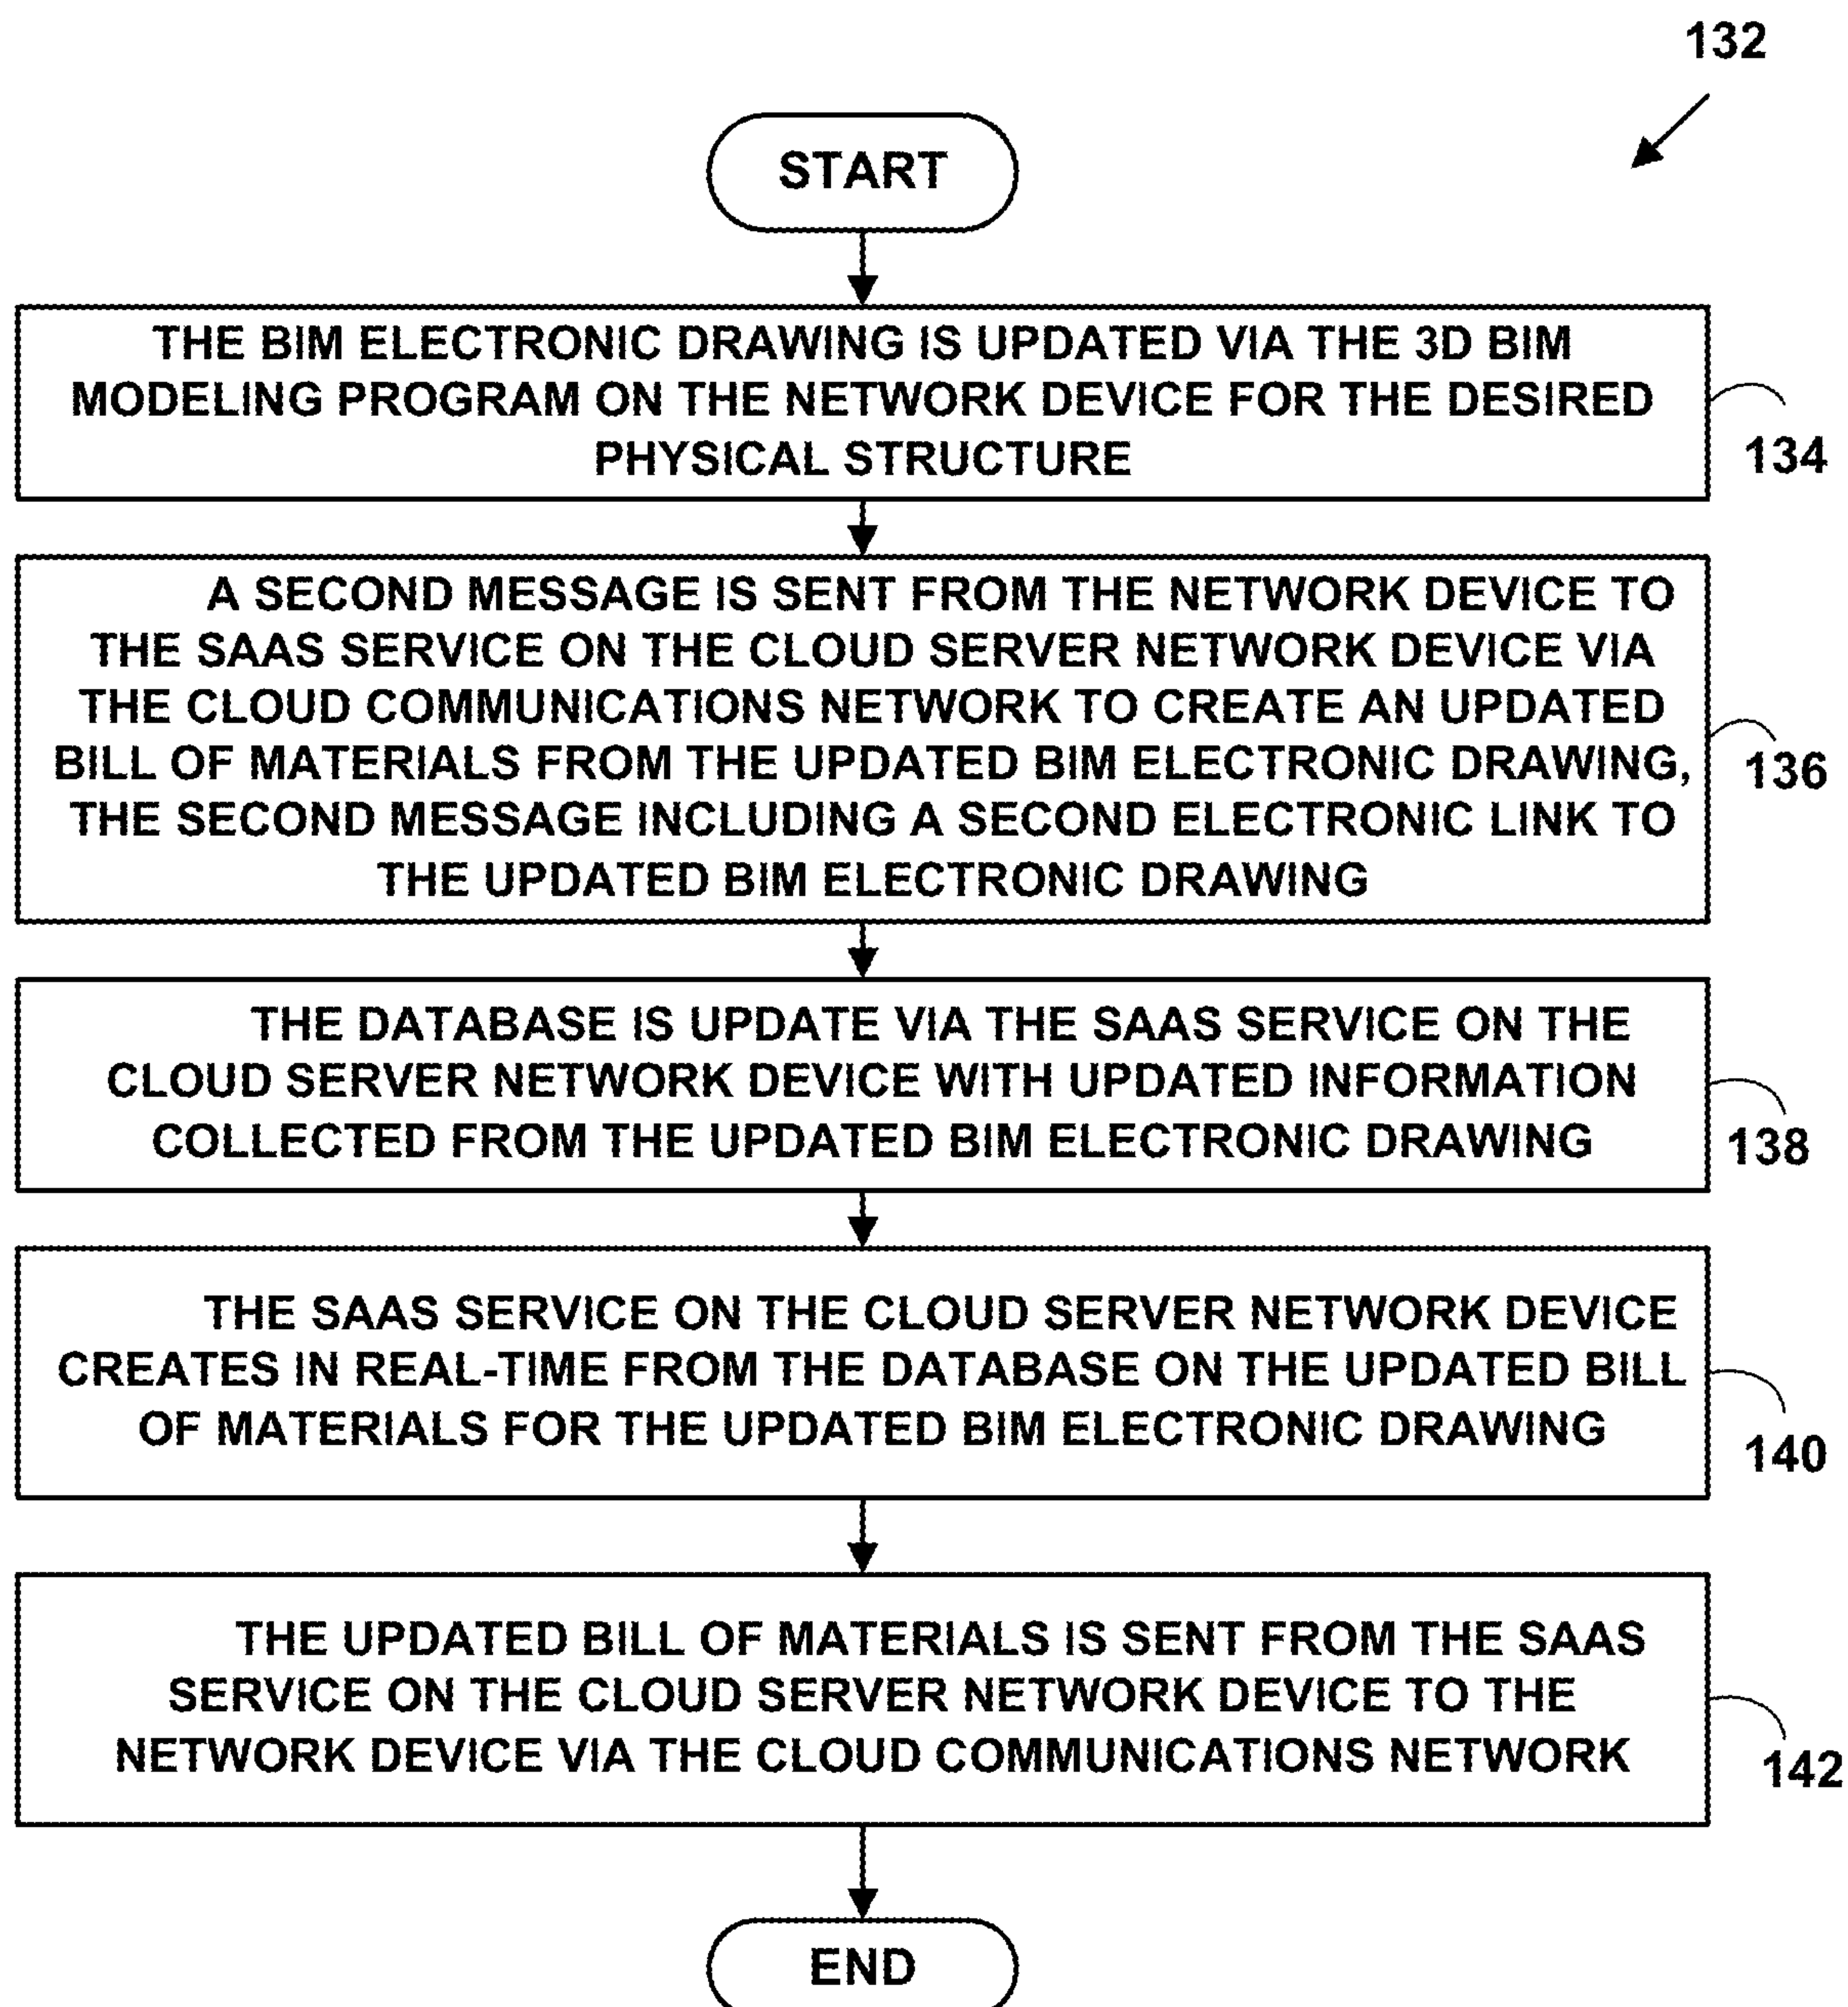 132
START
THE BIM ELECTRONIC DRAWING IS UPDATED VIA THE 3D BIM
MODELING PROGRAM ON THE NETWORK DEVICE FOR THE DESIRED
PHYSICAL STRUCTURE
134
A SECOND MESSAGE IS SENT FROM THE NETWORK DEVICE TO
THE SAAS SERVICE ON THE CLOUD SERVER NETWORK DEVICE VIA
THE CLOUD COMMUNICATIONS NETWORK TO CREATE AN UPDATED
BILL OF MATERIALS FROM THE UPDATED BIM ELECTRONIC DRAWING,
THE SECOND MESSAGE INCLUDING A SECOND ELECTRONIC LINK TO
THE UPDATED BIM ELECTRONIC DRAWING
136
THE DATABASE IS UPDATE VIA THE SAAS SERVICE ON THE
CLOUD SERVER NETWORK DEVICE WITH UPDATED INFORMATION
COLLECTED FROM THE UPDATED BIM ELECTRONIC DRAWING
138
THE SAAS SERVICE ON THE CLOUD SERVER NETWORK DEVICE
CREATES IN REAL-TIME FROM THE DATABASE ON THE UPDATED BILL
OF MATERIALS FOR THE UPDATED BIM ELECTRONIC DRAWING
140
THE UPDATED BILL OF MATERIALS IS SENT FROM THE SAAS
SERVICE ON THE CLOUD SERVER NETWORK DEVICE TO THE
NETWORK DEVICE VIA THE CLOUD COMMUNICATIONS NETWORK
142
END